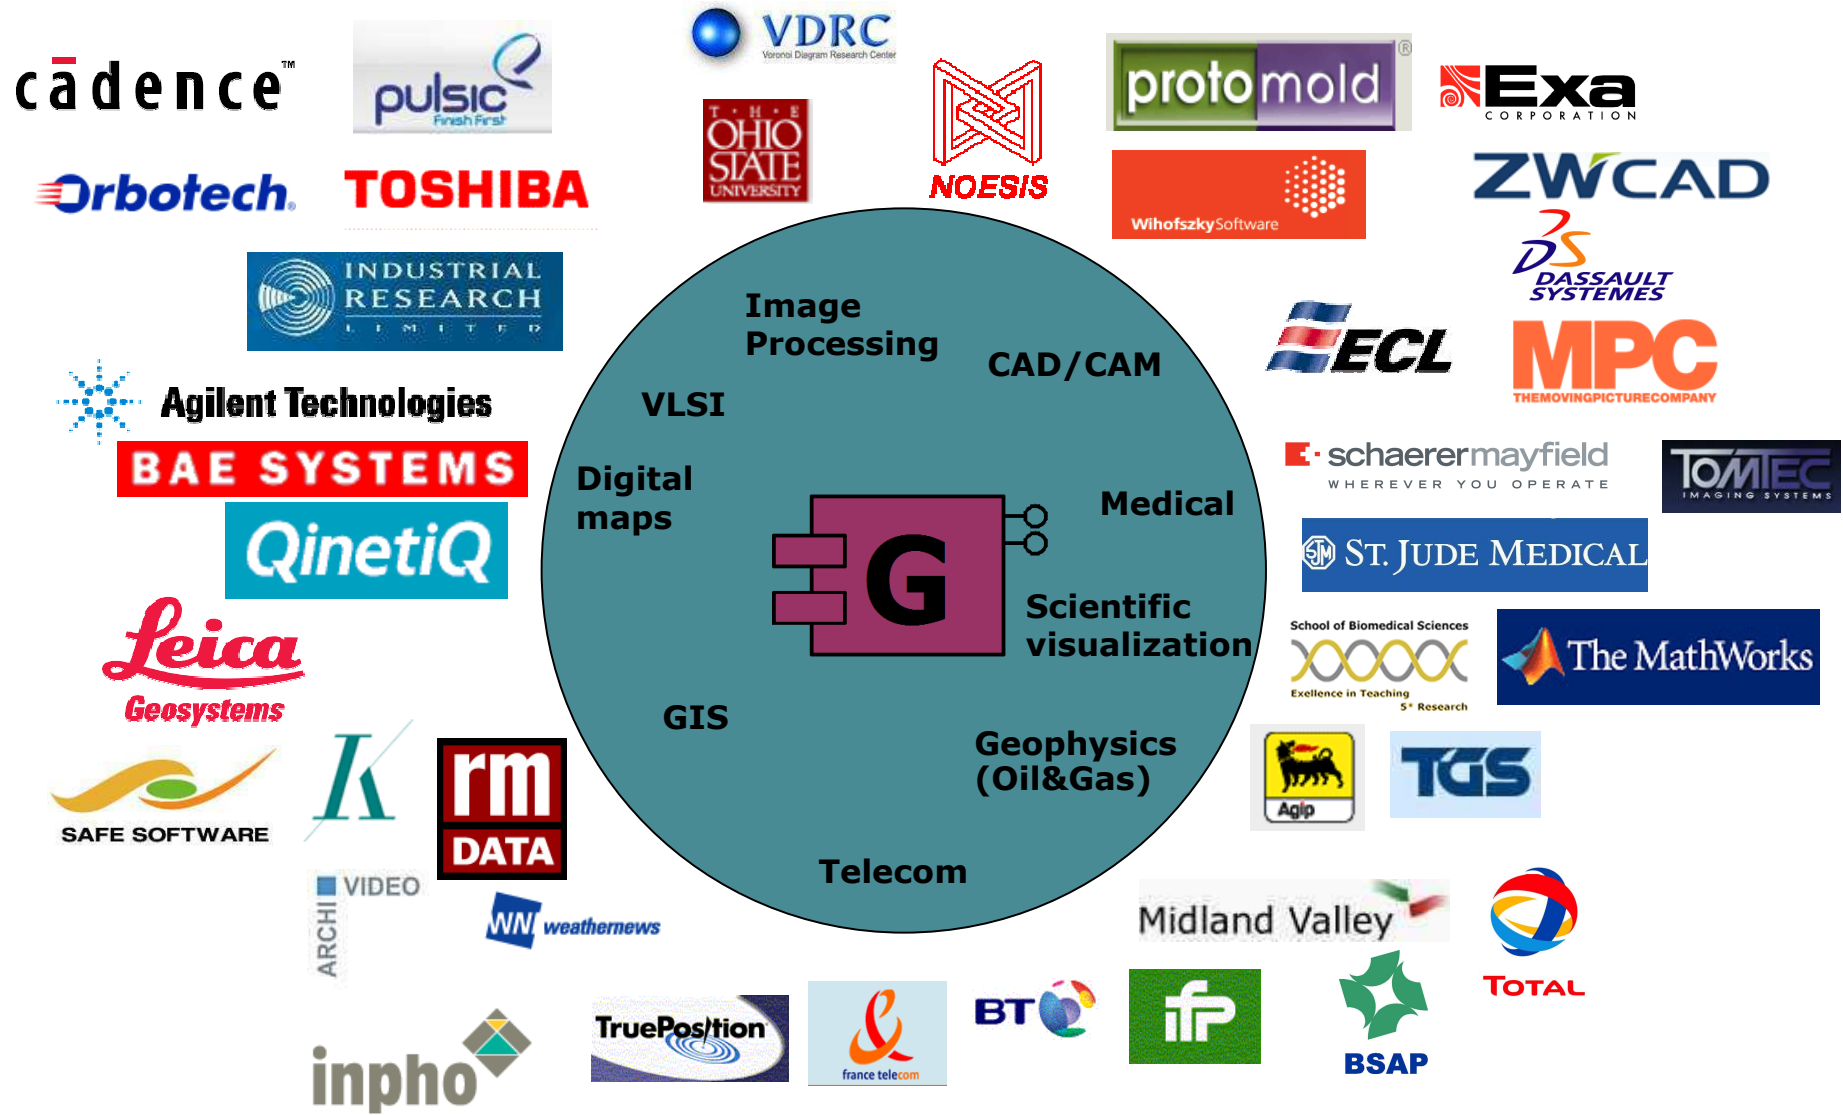 cādence™
pulsic
Finish First
VDRC
Voronoi Diagram Research Center
T·H·E
OHIO
STATE
UNIVERSITY
NOESIS
protomold®
Exa
CORPORATION
Orbotech®
TOSHIBA
WihofszkySoftware
ZWCAD
DS
DASSAULT
SYSTEMES
INDUSTRIAL
RESEARCH
LIMITED
ECL
MPC
THEMOVINGPICTURECOMPANY
Agilent Technologies
BAE SYSTEMS
QinetiQ
schaerermayfield
WHEREVER YOU OPERATE
TOMTEC
IMAGING SYSTEMS
SJM
ST. JUDE MEDICAL
Leica
Geosystems
School of Biomedical Sciences
Exellence in Teaching
5* Research
The MathWorks
SAFE SOFTWARE
K
rm
DATA
Agip
TGS
ARCHI
VIDEO
WNI
weathernews
Midland Valley
TOTAL
inpho
TruePosition
france telecom
BT
ifp
BSAP
Image
Processing
CAD/CAM
VLSI
Digital
maps
Medical
G
Scientific
visualization
GIS
Geophysics
(Oil&Gas)
Telecom